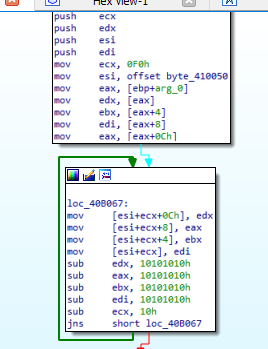 Hex View-1
push ecx
push edx
push esi
push edi
mov ecx, 0F0h
mov esi, offset byte_410050
mov eax, [ebp+arg_0]
mov edx, [eax]
mov ebx, [eax+4]
mov edi, [eax+8]
mov eax, [eax+0Ch]
loc_40B067:
mov [esi+ecx+0Ch], edx
mov [esi+ecx+8], eax
mov [esi+ecx+4], ebx
mov [esi+ecx], edi
sub edx, 10101010h
sub eax, 10101010h
sub ebx, 10101010h
sub edi, 10101010h
sub ecx, 10h
jns short loc_40B067